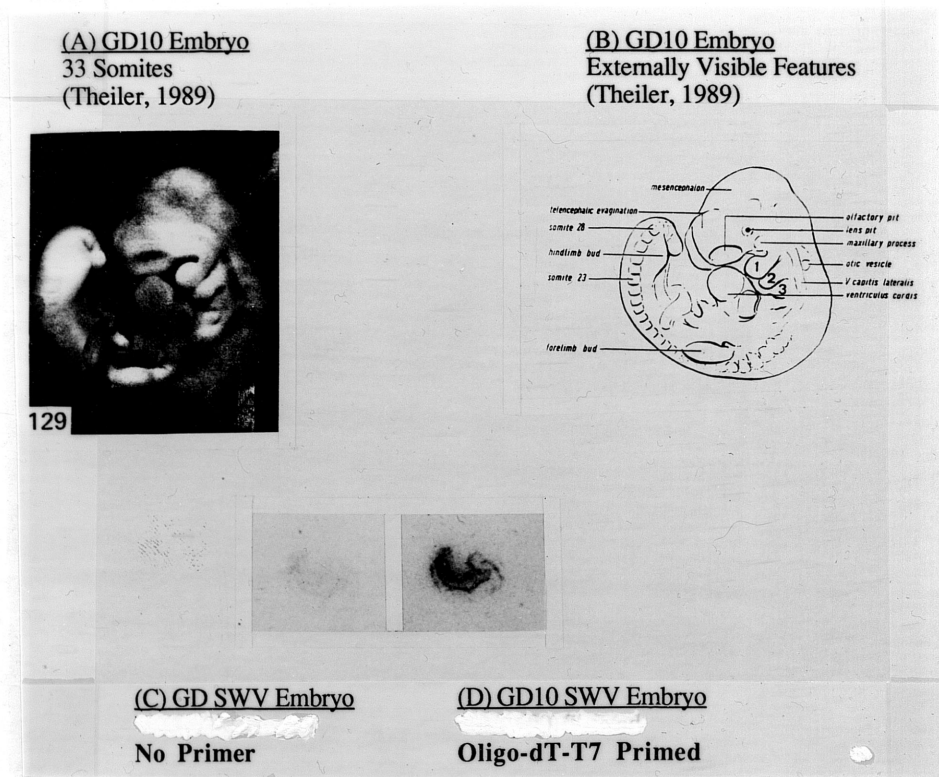 (A) GD10 Embryo
33 Somites
(Theiler, 1989)
(B) GD10 Embryo
Externally Visible Features
(Theiler, 1989)
129
mesencephalon
telencephalic evagination
somite 28
hindlimb bud
somite 23
forelimb bud
olfactory pit
lens pit
maxillary process
otic vesicle
V capitis lateralis
ventriculus cordis
1
2
3
(C) GD SWV Embryo
No Primer
(D) GD10 SWV Embryo
Oligo-dT-T7 Primed